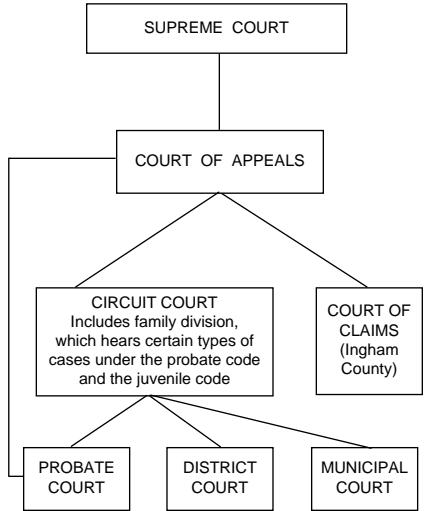 SUPREME COURT
COURT OF APPEALS
CIRCUIT COURT
Includes family division,
which hears certain types of
cases under the probate code
and the juvenile code
COURT OF
CLAIMS
(Ingham
County)
PROBATE
COURT
DISTRICT
COURT
MUNICIPAL
COURT